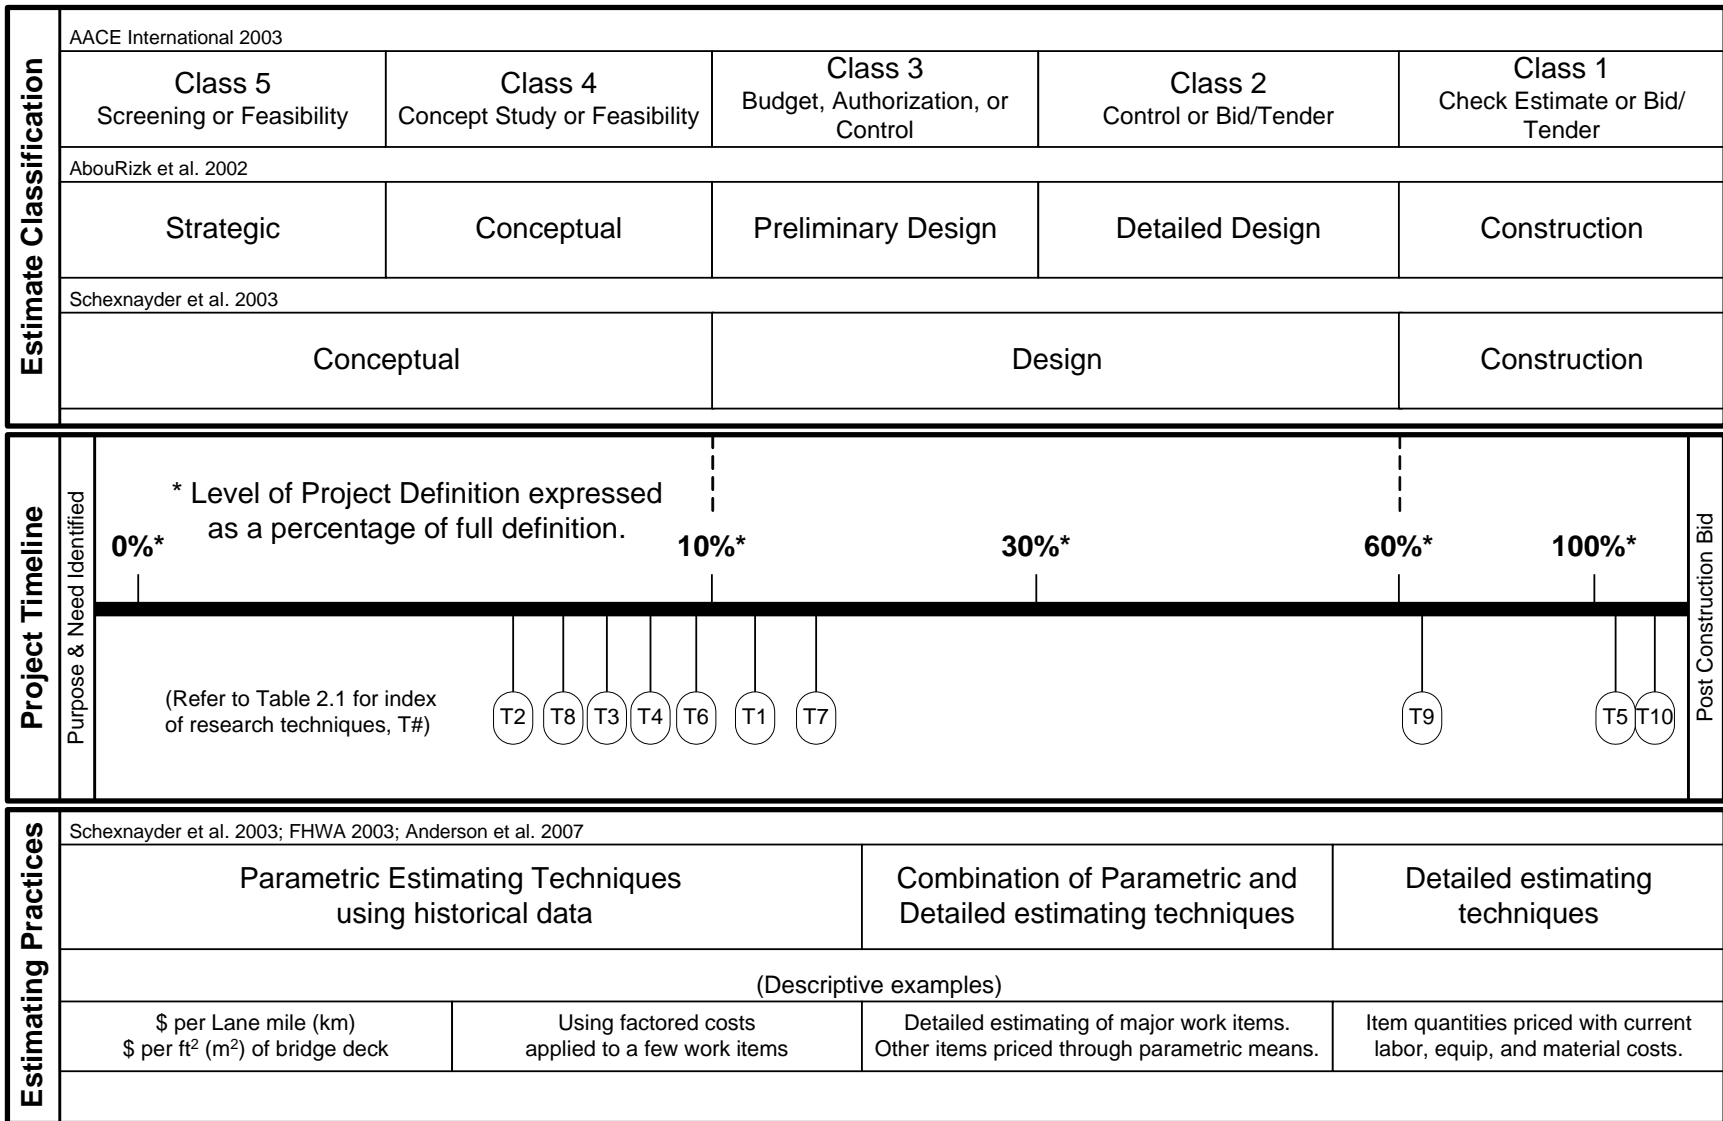 Estimate Classification
AACE International 2003
Class 5
Screening or Feasibility
Class 4
Concept Study or Feasibility
Class 3
Budget, Authorization, or
Control
Class 2
Control or Bid/Tender
Class 1
Check Estimate or Bid/
Tender
AbouRizk et al. 2002
Strategic
Conceptual
Preliminary Design
Detailed Design
Construction
Schexnayder et al. 2003
Conceptual
Design
Construction
Project Timeline
Purpose & Need Identified
* Level of Project Definition expressed
as a percentage of full definition.
0%*
10%*
30%*
60%*
100%*
(Refer to Table 2.1 for index
of research techniques, T#)
T2
T8
T3
T4
T6
T1
T7
T9
T5
T10
Post Construction Bid
Estimating Practices
Schexnayder et al. 2003; FHWA 2003; Anderson et al. 2007
Parametric Estimating Techniques
using historical data
Combination of Parametric and
Detailed estimating techniques
Detailed estimating
techniques
(Descriptive examples)
$ per Lane mile (km)
$ per ft² (m²) of bridge deck
Using factored costs
applied to a few work items
Detailed estimating of major work items.
Other items priced through parametric means.
Item quantities priced with current
labor, equip, and material costs.